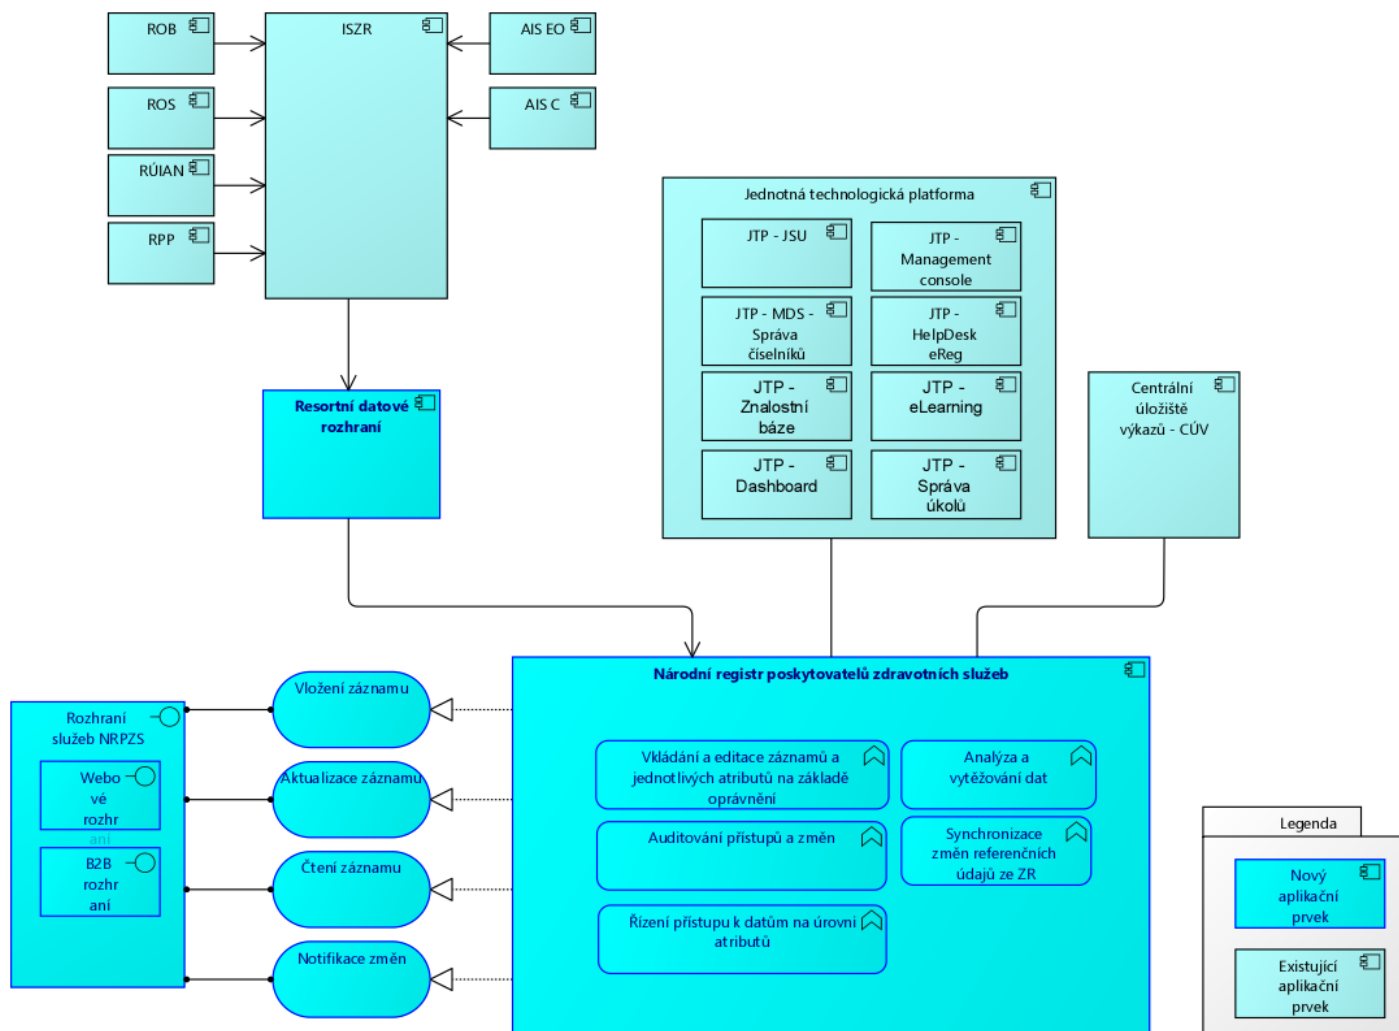 ROB
ISZR
AIS EO
ROS
AIS C
RÚIAN
RPP
Jednotná technologická platforma
JTP - JSU
JTP -
Management
console
JTP - MDS -
Správa
číselníků
JTP -
HelpDesk
eReg
JTP -
Znalostní
báze
JTP -
eLearning
JTP -
Dashboard
JTP -
Správa
úkolů
Centrální
úložiště
výkazů - CÚV
Resortní datové
rozhraní
Národní registr poskytovatelů zdravotních služeb
Vkládání a editace záznamů a
jednotlivých atributů na základě
oprávnění
Analýza a
vytěžování dat
Auditování přístupů a změn
Synchronizace
změn referenčních
údajů ze ZR
Řízení přístupu k datům na úrovni
atributů
Vložení záznamu
Aktualizace záznamu
Čtení záznamu
Notifikace změn
Rozhraní
služeb NRPZS
Webo
vé
rozhr
aní
B2B
rozhr
aní
Legenda
Nový
aplikační
prvek
Existující
aplikační
prvek